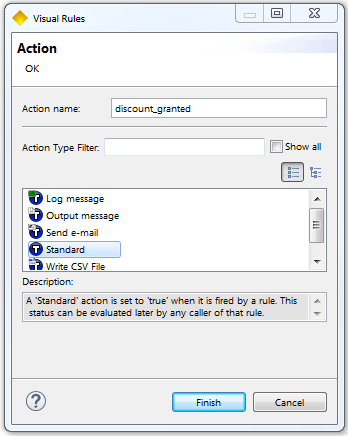 Visual Rules
Action
OK
Action name: discount_granted
Action Type Filter: Show all
Log message
Output message
Send e-mail
Standard
Write CSV File
Description:
A 'Standard' action is set to 'true' when it is fired by a rule. This
status can be evaluated later by any caller of that rule.
Finish Cancel